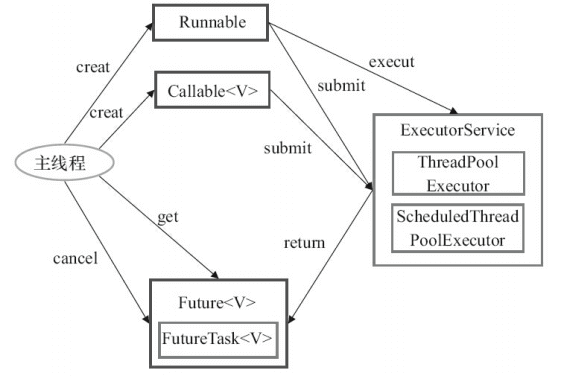 Runnable
creat
execut
submit
Callable<V>
creat
ExecutorService
submit
主线程
ThreadPool
Executor
ScheduledThread
PoolExecutor
get
return
cancel
Future<V>
FutureTask<V>